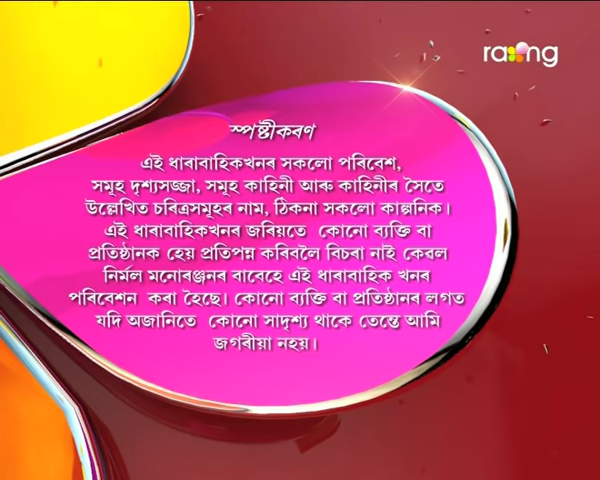 rang
স্পষ্টীকৰণ
এই ধাৰাবাহিকখনৰ সকলো পৰিবেশ,
সমূহ দৃশ্যসজ্জা, সমূহ কাহিনী আৰু কাহিনীৰ সৈতে
উল্লেখিত চৰিত্ৰসমূহৰ নাম, ঠিকনা সকলো কাল্পনিক।
এই ধাৰাবাহিকখনৰ জৰিয়তে কোনো ব্যক্তি বা
প্ৰতিষ্ঠানক হেয় প্ৰতিপন্ন কৰিবলৈ বিচৰা নাই কেৱল
নিৰ্মল মনোৰঞ্জনৰ বাবেহে এই ধাৰাবাহিক খনৰ
পৰিবেশন কৰা হৈছে। কোনো ব্যক্তি বা প্ৰতিষ্ঠানৰ লগত
যদি অজানিতে কোনো সাদৃশ্য থাকে তেন্তে আমি
জগৰীয়া নহয়।